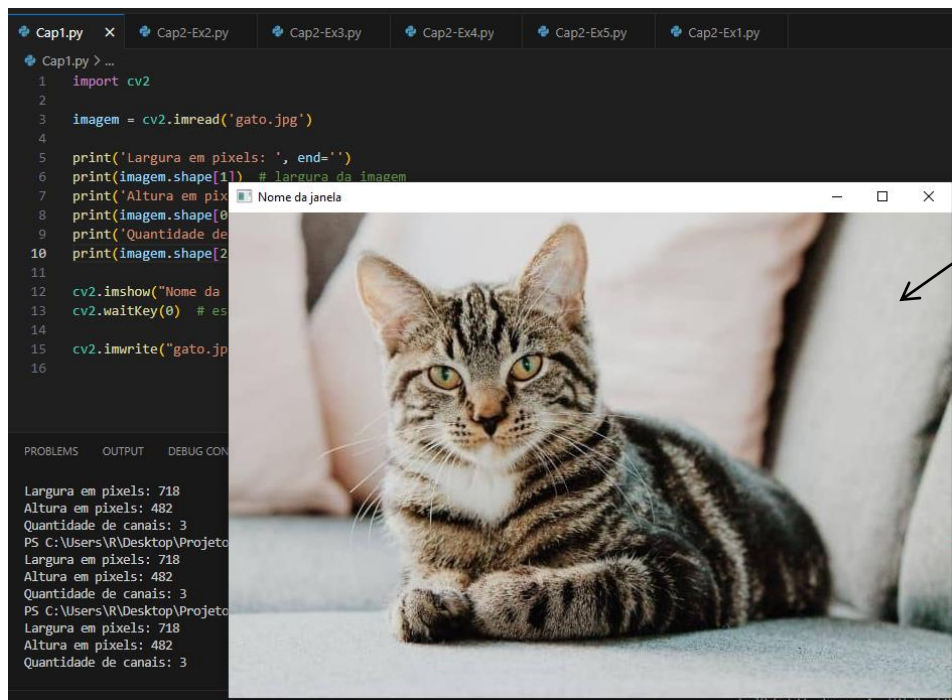 Cap1.py X Cap2-Ex2.py Cap2-Ex3.py Cap2-Ex4.py Cap2-Ex5.py Cap2-Ex1.py
Cap1.py > ...
1 import cv2
2
3 imagem = cv2.imread('gato.jpg')
4
5 print('Largura em pixels: ', end='')
6 print(imagem.shape[1]) # largura da imagem
7 print('Altura em pix
8 print(imagem.shape[0
9 print('Quantidade de
10 print(imagem.shape[2
11
12 cv2.imshow("Nome da
13 cv2.waitKey(0) # es
14
15 cv2.imwrite("gato.jp
16
Nome da janela
PROBLEMS OUTPUT DEBUG CON
Largura em pixels: 718
Altura em pixels: 482
Quantidade de canais: 3
PS C:\Users\R\Desktop\Projeto
Largura em pixels: 718
Altura em pixels: 482
Quantidade de canais: 3
PS C:\Users\R\Desktop\Projeto
Largura em pixels: 718
Altura em pixels: 482
Quantidade de canais: 3